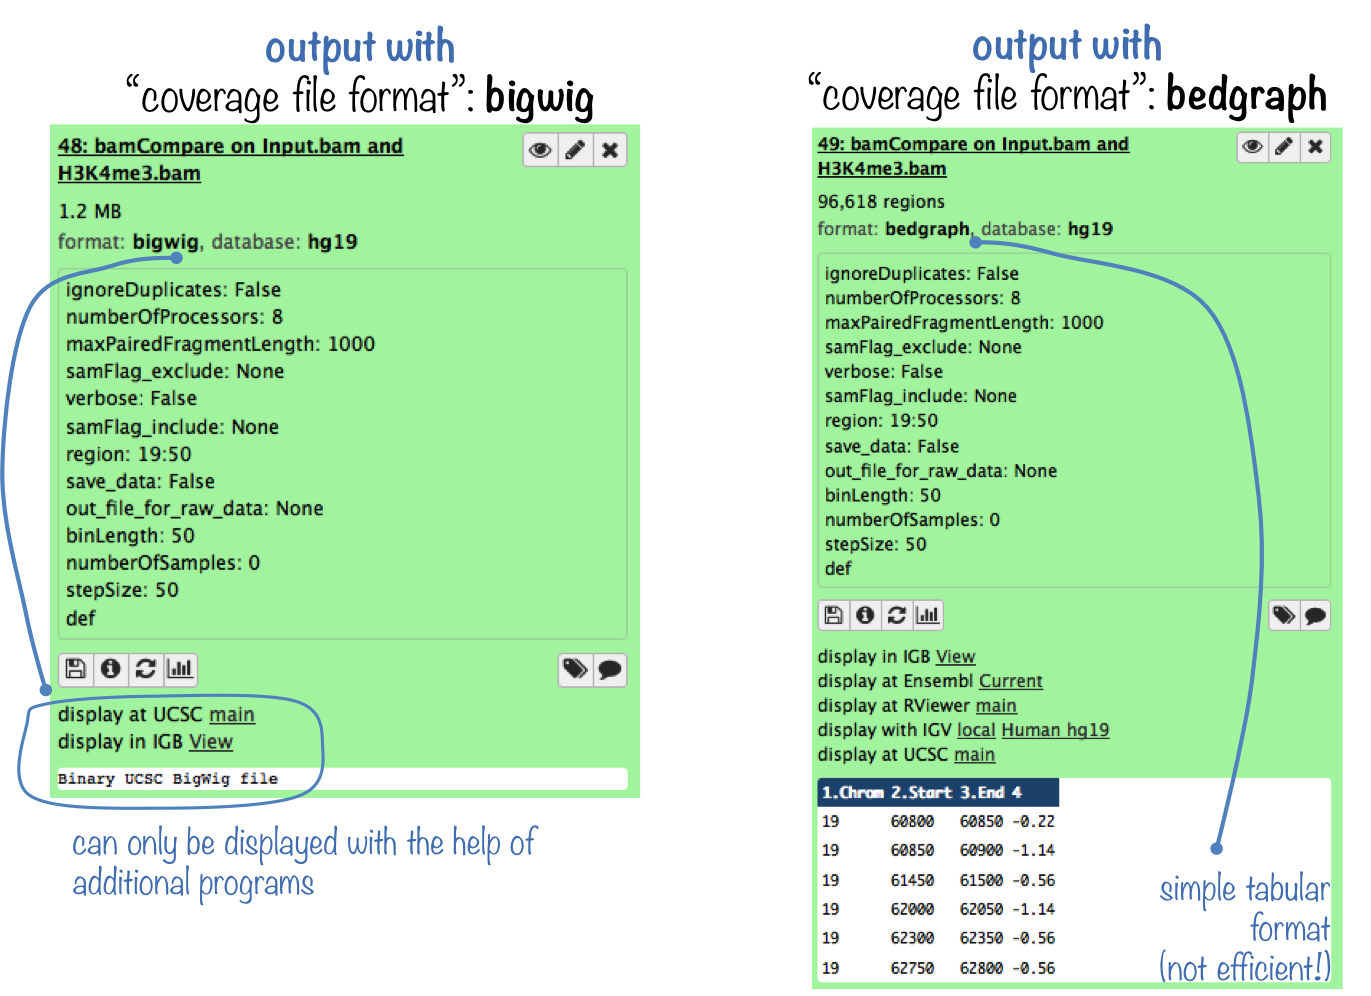 output with
“coverage file format”: bigwig
48: bamCompare on Input.bam and
H3K4me3.bam
1.2 MB
format: bigwig, database: hg19
ignoreDuplicates: False
numberOfProcessors: 8
maxPairedFragmentLength: 1000
samFlag_exclude: None
verbose: False
samFlag_include: None
region: 19:50
save_data: False
out_file_for_raw_data: None
binLength: 50
numberOfSamples: 0
stepSize: 50
def
display at UCSC main
display in IGB View
Binary UCSC BigWig file
can only be displayed with the help of
additional programs
output with
“coverage file format”: bedgraph
49: bamCompare on Input.bam and
H3K4me3.bam
96,618 regions
format: bedgraph, database: hg19
ignoreDuplicates: False
numberOfProcessors: 8
maxPairedFragmentLength: 1000
samFlag_exclude: None
verbose: False
samFlag_include: None
region: 19:50
save_data: False
out_file_for_raw_data: None
binLength: 50
numberOfSamples: 0
stepSize: 50
def
display in IGB View
display at Ensembl Current
display at RViewer main
display with IGV local Human hg19
display at UCSC main
1.Chrom 2.Start 3.End 4
19 60800 60850 -0.22
19 60850 60900 -1.14
19 61450 61500 -0.56
19 62000 62050 -1.14
19 62300 62350 -0.56
19 62750 62800 -0.56
simple tabular
format
(not efficient!)